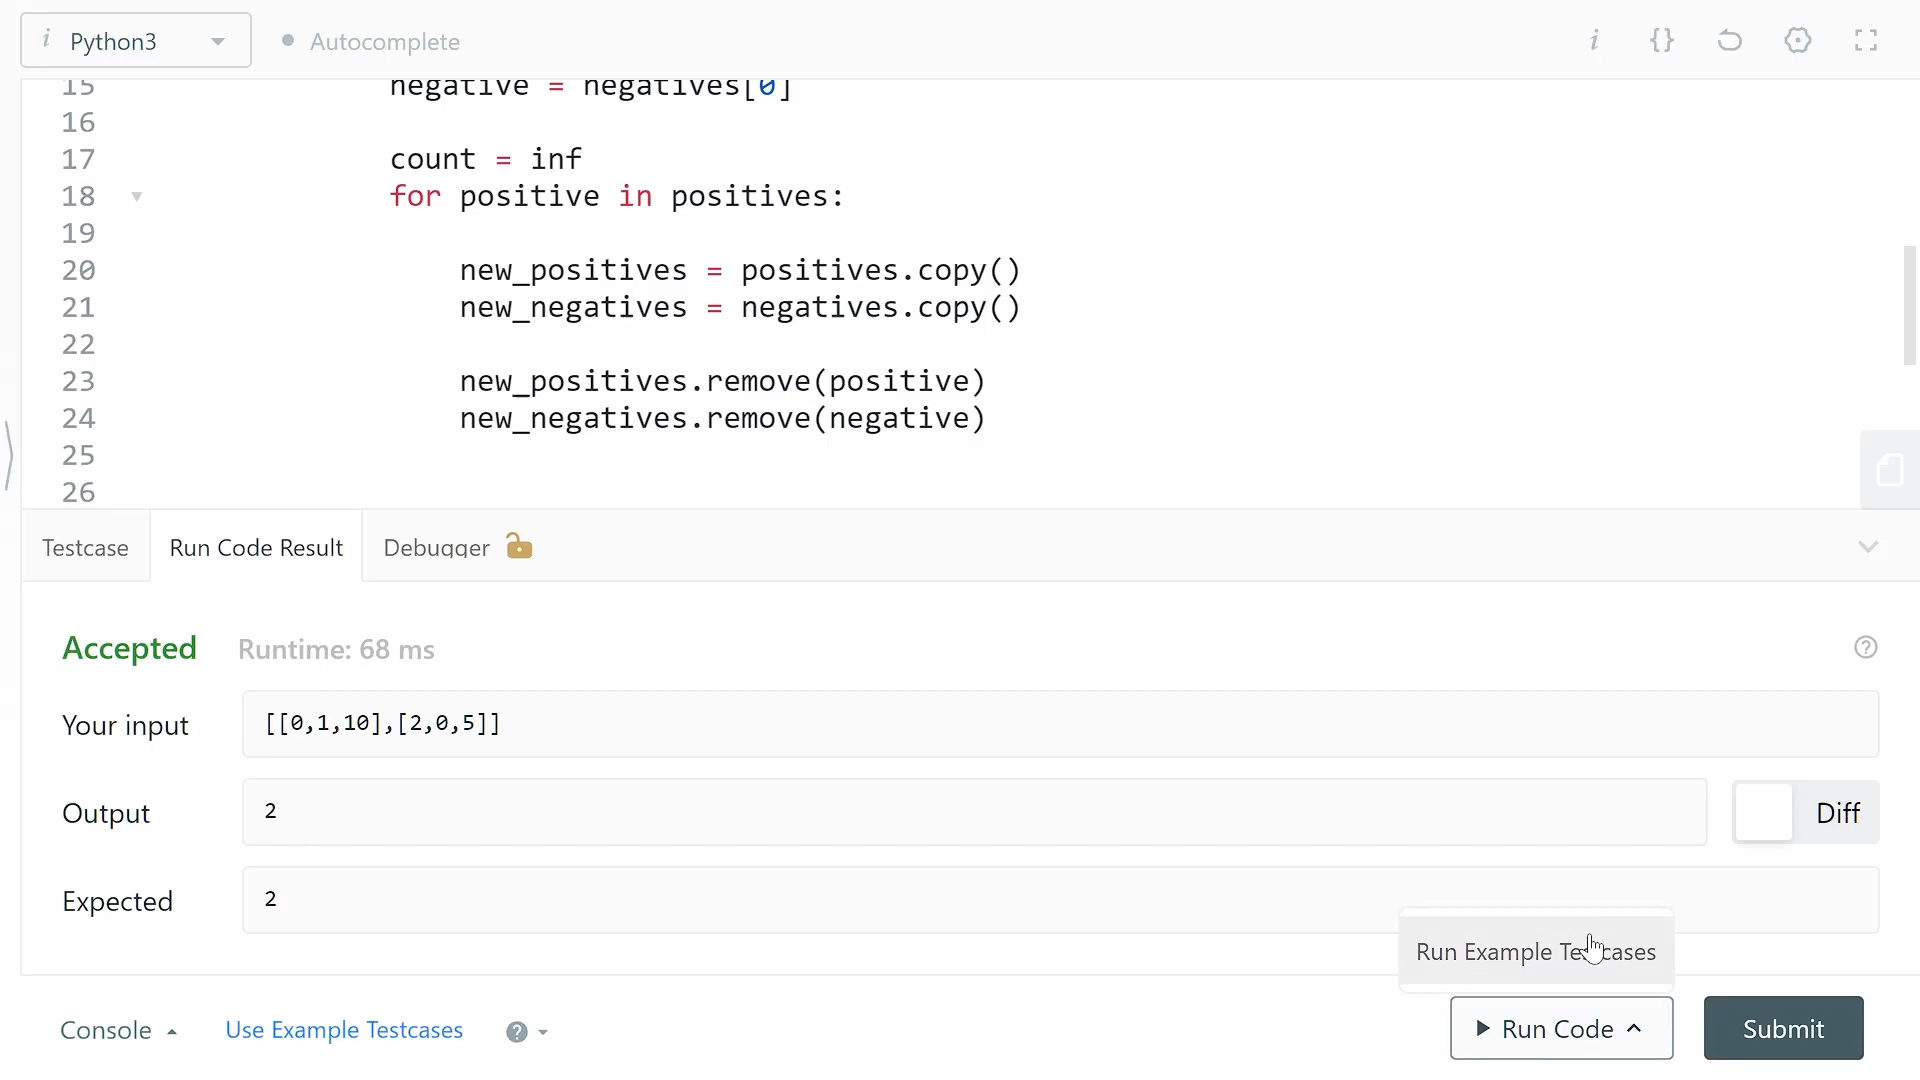 i Python3 Autocomplete i {}
15 negative = negatives[0]
16
17 count = inf
18 for positive in positives:
19
20 new_positives = positives.copy()
21 new_negatives = negatives.copy()
22
23 new_positives.remove(positive)
24 new_negatives.remove(negative)
25
26
Testcase Run Code Result Debugger
Accepted Runtime: 68 ms ?
Your input [[0,1,10],[2,0,5]]
Output 2 Diff
Expected 2
Run Example Testcases
Console Use Example Testcases ? Run Code Submit